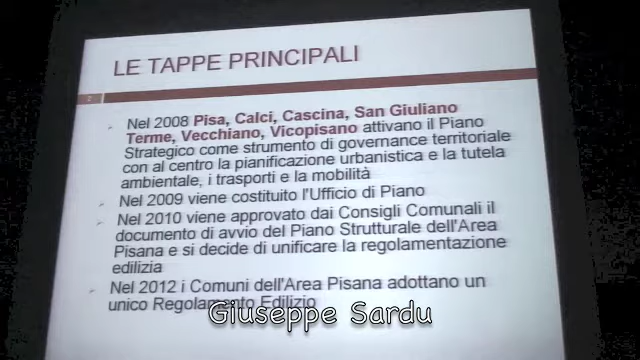 LE TAPPE PRINCIPALI
2
Nel 2008 Pisa, Calci, Cascina, San Giuliano
Terme, Vecchiano, Vicopisano attivano il Piano
Strategico come strumento di governance territoriale
con al centro la pianificazione urbanistica e la tutela
ambientale, i trasporti e la mobilità
Nel 2009 viene costituito l'Ufficio di Piano
Nel 2010 viene approvato dai Consigli Comunali il
documento di avvio del Piano Strutturale dell'Area
Pisana e si decide di unificare la regolamentazione
edilizia
Nel 2012 i Comuni dell'Area Pisana adottano un
unico Regolamento Edilizio
Giuseppe Sardu